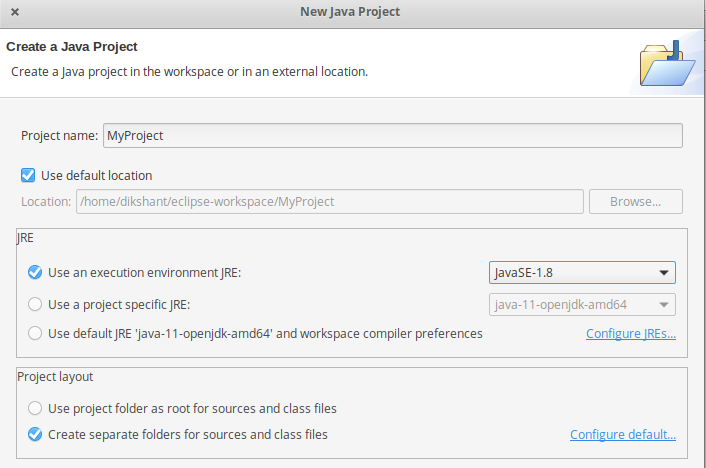 New Java Project
Create a Java Project
Create a Java project in the workspace or in an external location.
Project name: MyProject
Use default location
Location: /home/dikshant/eclipse-workspace/MyProject Browse...
JRE
Use an execution environment JRE: JavaSE-1.8
Use a project specific JRE: java-11-openjdk-amd64
Use default JRE 'java-11-openjdk-amd64' and workspace compiler preferences Configure JREs...
Project layout
Use project folder as root for sources and class files
Create separate folders for sources and class files Configure default...